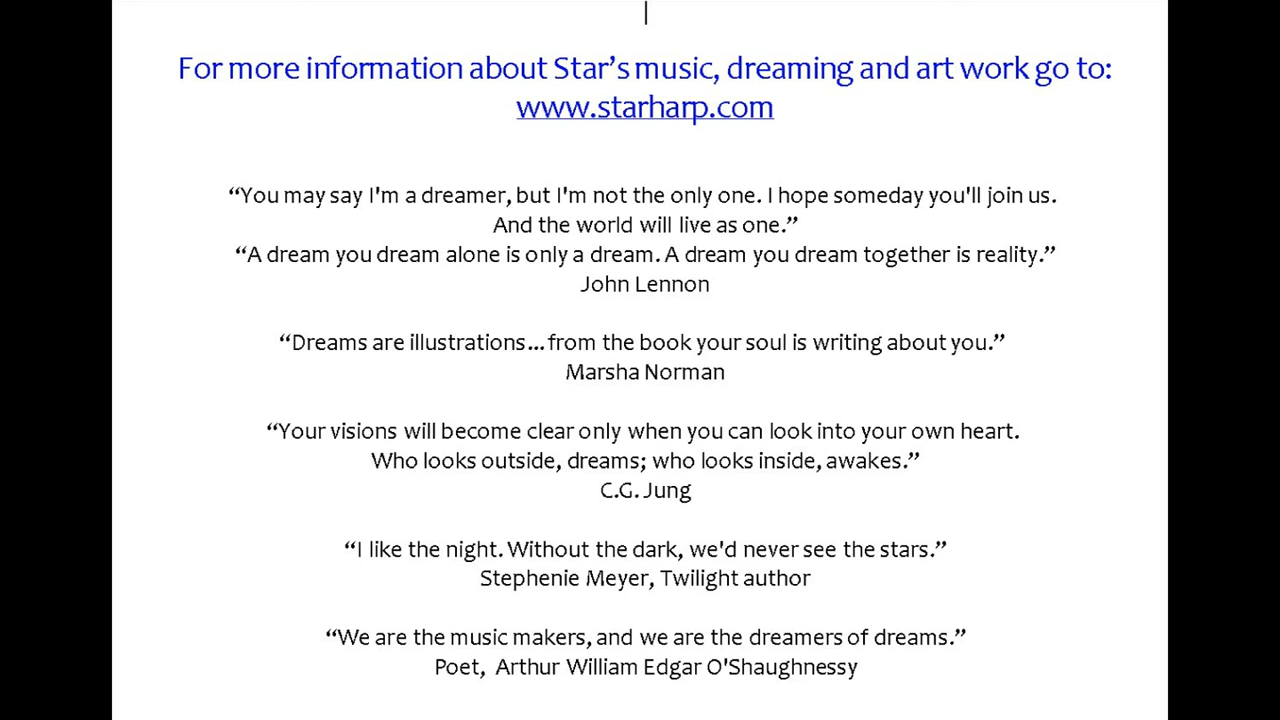 For more information about Star’s music, dreaming and art work go to:
www.starharp.com
“You may say I'm a dreamer, but I'm not the only one. I hope someday you'll join us.
And the world will live as one.”
“A dream you dream alone is only a dream. A dream you dream together is reality.”
John Lennon
“Dreams are illustrations... from the book your soul is writing about you.”
Marsha Norman
“Your visions will become clear only when you can look into your own heart.
Who looks outside, dreams; who looks inside, awakes.”
C.G. Jung
“I like the night. Without the dark, we'd never see the stars.”
Stephenie Meyer, Twilight author
“We are the music makers, and we are the dreamers of dreams.”
Poet, Arthur William Edgar O'Shaughnessy